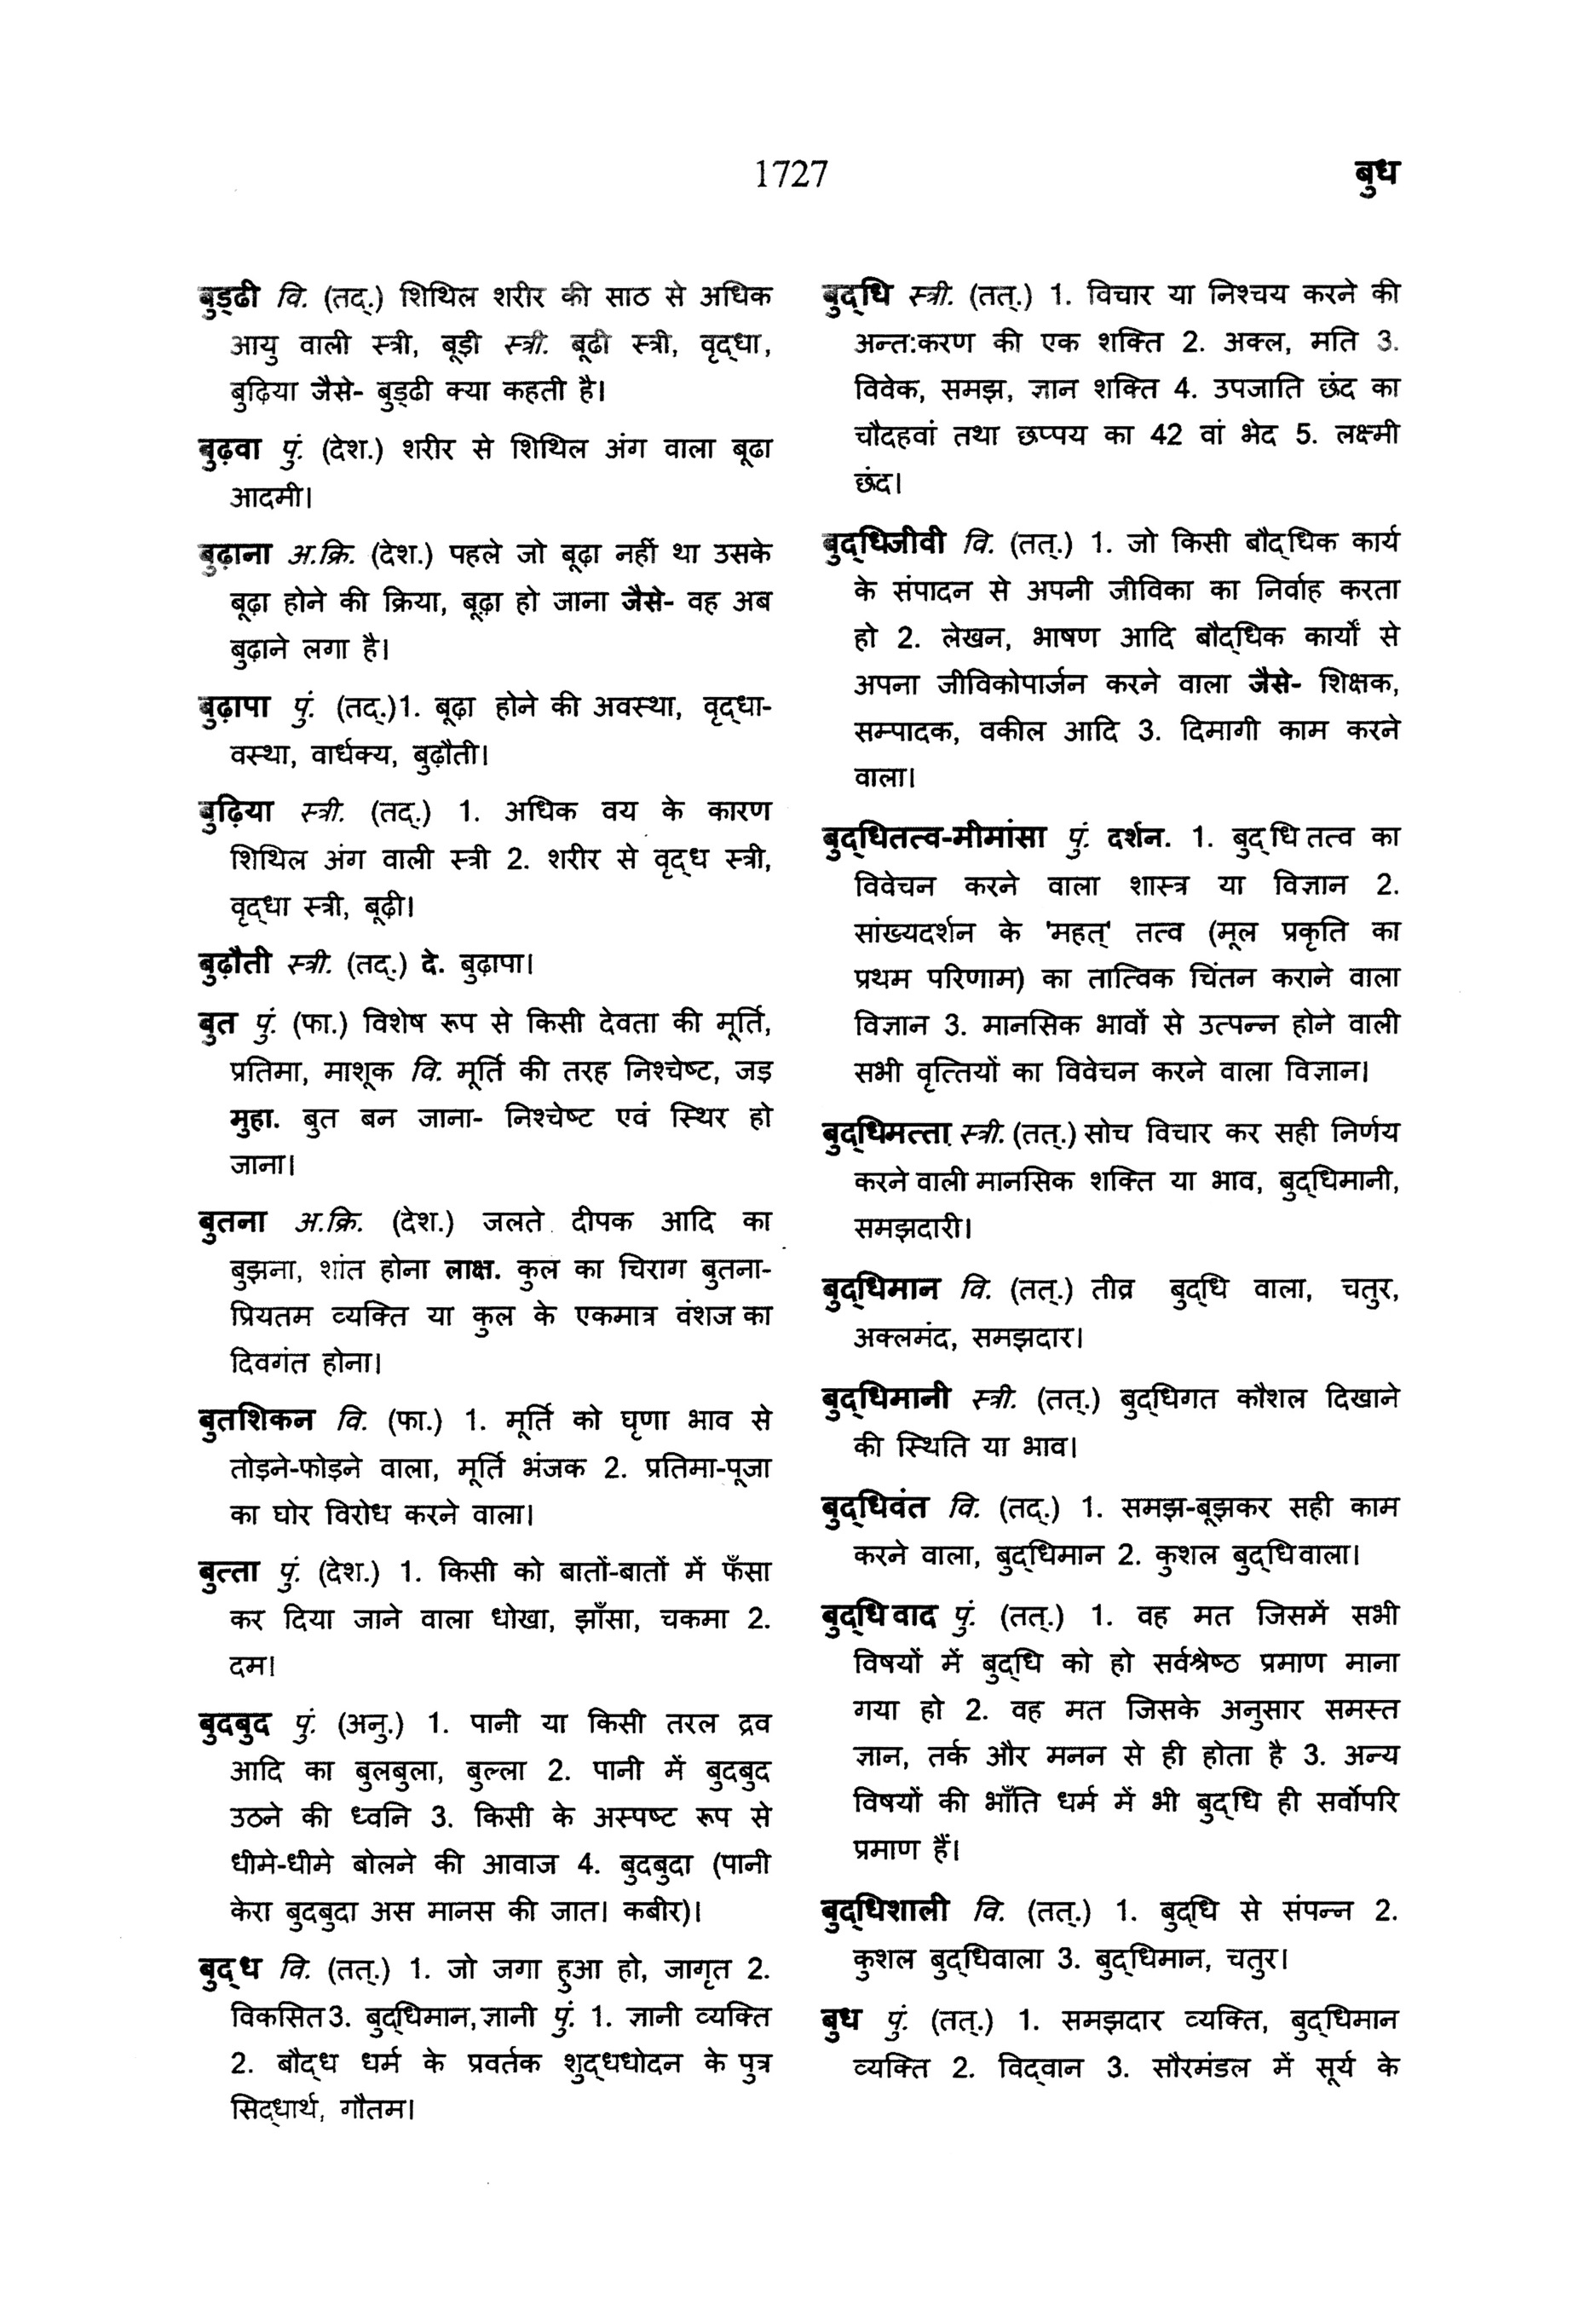 1727
बुध
बुड्ढी वि. (तद्.) शिथिल शरीर की साठ से अधिक
आयु वाली स्त्री, बूड़ी स्त्री. बूढी स्त्री, वृद्धा,
बुढ़िया जैसे- बुड्ढी क्या कहती है।
बुढ़वा पुं. (देश.) शरीर से शिथिल अंग वाला बूढा
आदमी।
बुढ़ाना अ.क्रि. (देश.) पहले जो बूढ़ा नहीं था उसके
बूढ़ा होने की क्रिया, बूढ़ा हो जाना जैसे- वह अब
बुढ़ाने लगा है।
बुढ़ापा पुं. (तद्.)1. बूढ़ा होने की अवस्था, वृद्धा-
वस्था, वार्धक्य, बुढ़ौती।
बुढ़िया स्त्री. (तद्.) 1. अधिक वय के कारण
शिथिल अंग वाली स्त्री 2. शरीर से वृद्ध स्त्री,
वृद्धा स्त्री, बूढ़ी।
बुढ़ौती स्त्री. (तद्.) दे. बुढ़ापा।
बुत पुं. (फा.) विशेष रूप से किसी देवता की मूर्ति,
प्रतिमा, माशूक वि. मूर्ति की तरह निश्चेष्ट, जड़
मुहा. बुत बन जाना- निश्चेष्ट एवं स्थिर हो
जाना।
बुतना अ.क्रि. (देश.) जलते दीपक आदि का
बुझना, शांत होना लाक्ष. कुल का चिराग बुतना-
प्रियतम व्यक्ति या कुल के एकमात्र वंशज का
दिवगंत होना।
बुतशिकन वि. (फा.) 1. मूर्ति को घृणा भाव से
तोड़ने-फोड़ने वाला, मूर्ति भंजक 2. प्रतिमा-पूजा
का घोर विरोध करने वाला।
बुत्ता पुं. (देश.) 1. किसी को बातों-बातों में फँसा
कर दिया जाने वाला धोखा, झाँसा, चकमा 2.
दम।
बुदबुद पुं. (अनु.) 1. पानी या किसी तरल द्रव
आदि का बुलबुला, बुल्ला 2. पानी में बुदबुद
उठने की ध्वनि 3. किसी के अस्पष्ट रूप से
धीमे-धीमे बोलने की आवाज 4. बुदबुदा (पानी
केरा बुदबुदा अस मानस की जात। कबीर)।
बुद्ध वि. (तत्.) 1. जो जगा हुआ हो, जागृत 2.
विकसित3. बुद्धिमान, ज्ञानी पुं. 1. ज्ञानी व्यक्ति
2. बौद्ध धर्म के प्रवर्तक शुद्धधोदन के पुत्र
सिद्धार्थ, गौतम।
बुद्धि स्त्री. (तत्.) 1. विचार या निश्चय करने की
अन्त:करण की एक शक्ति 2. अक्ल, मति 3.
विवेक, समझ, ज्ञान शक्ति 4. उपजाति छंद का
चौदहवां तथा छप्पय का 42 वां भेद 5. लक्ष्मी
छंद।
बुद्धिजीवी वि. (तत्.) 1. जो किसी बौद्धिक कार्य
के संपादन से अपनी जीविका का निर्वाह करता
हो 2. लेखन, भाषण आदि बौद्धिक कार्यों से
अपना जीविकोपार्जन करने वाला जैसे- शिक्षक,
सम्पादक, वकील आदि 3. दिमागी काम करने
वाला।
बुद्धितत्व-मीमांसा पुं. दर्शन. 1. बुद्धि तत्व का
विवेचन करने वाला शास्त्र या विज्ञान 2.
सांख्यदर्शन के 'महत्' तत्व (मूल प्रकृति का
प्रथम परिणाम) का तात्विक चिंतन कराने वाला
विज्ञान 3. मानसिक भावों से उत्पन्न होने वाली
सभी वृत्तियों का विवेचन करने वाला विज्ञान।
बुद्धिमत्ता स्त्री. (तत्.) सोच विचार कर सही निर्णय
करने वाली मानसिक शक्ति या भाव, बुद्धिमानी,
समझदारी।
बुद्धिमान वि. (तत्.) तीव्र बुद्धि वाला, चतुर,
अक्लमंद, समझदार।
बुद्धिमानी स्त्री. (तत्.) बुद्धिगत कौशल दिखाने
की स्थिति या भाव।
बुद्धिवंत वि. (तद्.) 1. समझ-बूझकर सही काम
करने वाला, बुद्धिमान 2. कुशल बुद्धिवाला।
बुद्धि वाद पुं. (तत्.) 1. वह मत जिसमें सभी
विषयों में बुद्धि को हो सर्वश्रेष्ठ प्रमाण माना
गया हो 2. वह मत जिसके अनुसार समस्त
ज्ञान, तर्क और मनन से ही होता है 3. अन्य
विषयों की भाँति धर्म में भी बुद्धि ही सर्वोपरि
प्रमाण हैं।
बुद्धिशाली वि. (तत्.) 1. बुद्धि से संपन्न 2.
कुशल बुद्धिवाला 3. बुद्धिमान, चतुर।
बुध पुं. (तत्.) 1. समझदार व्यक्ति, बुद्धिमान
व्यक्ति 2. विद्वान 3. सौरमंडल में सूर्य के